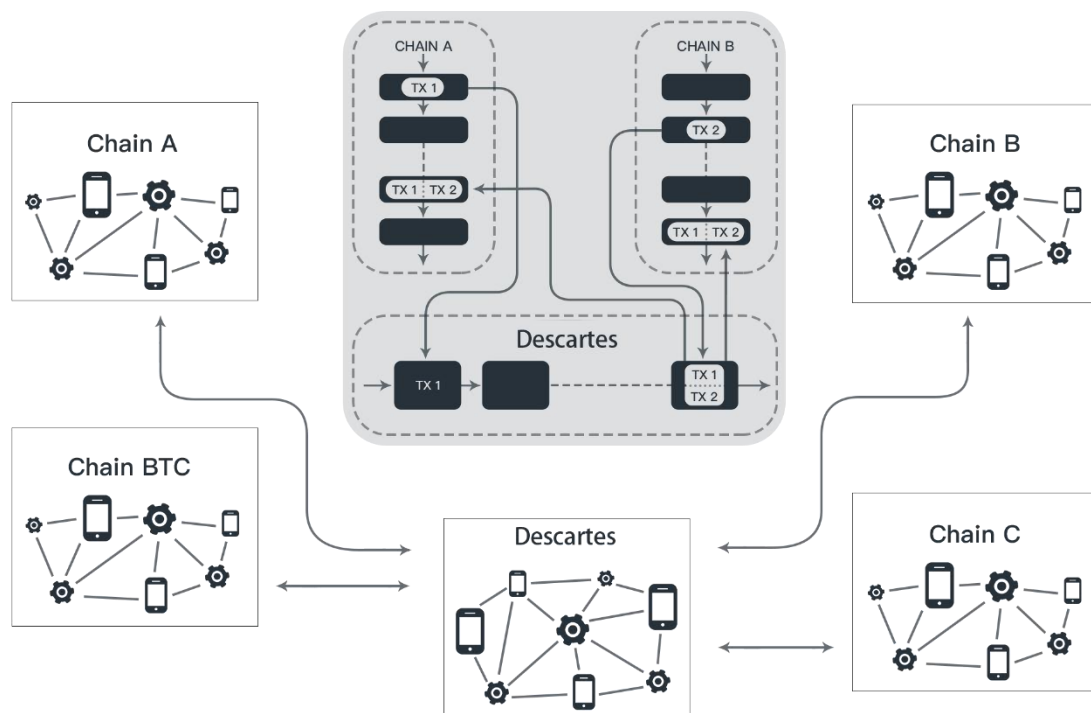 CHAIN A
TX 1
TX 1 TX 2
CHAIN B
TX 2
TX 1 TX 2
Descartes
TX 1
TX 1
TX 2
Chain A
Chain B
Chain BTC
Descartes
Chain C